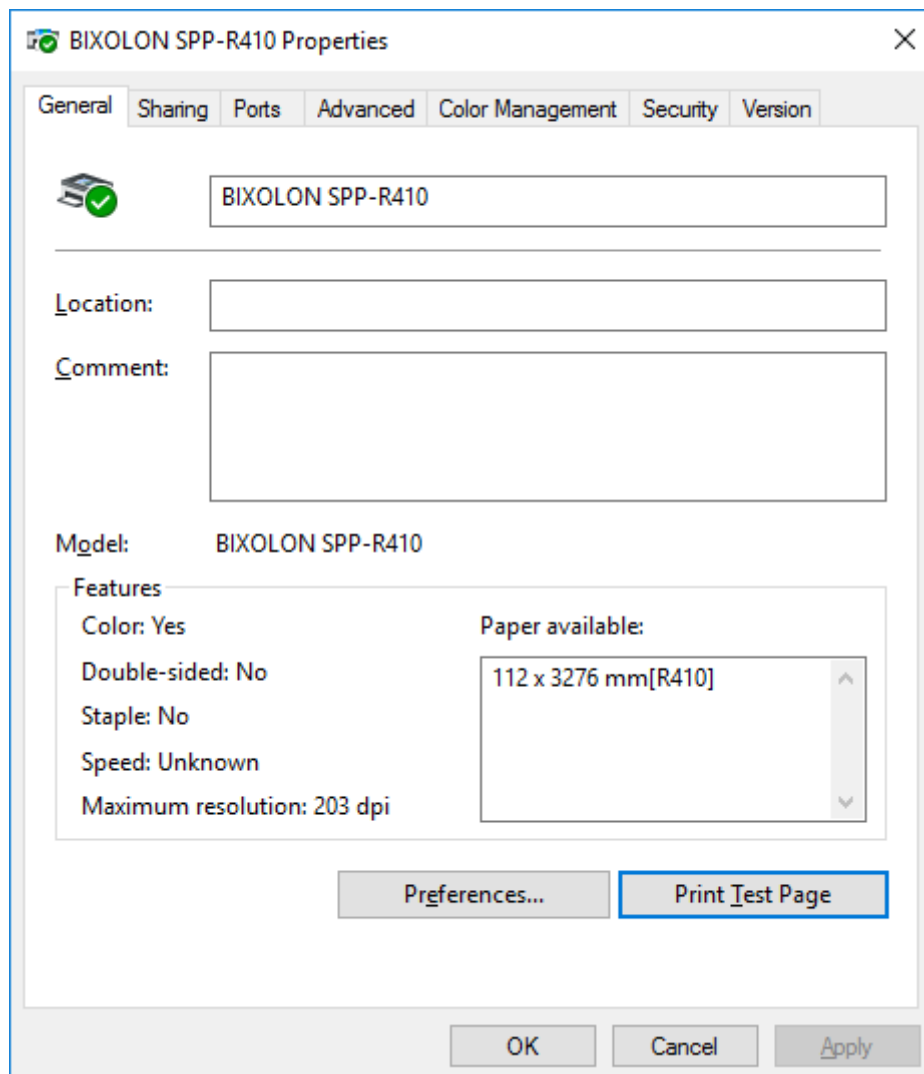 BIXOLON SPP-R410 Properties
General Sharing Ports Advanced Color Management Security Version
BIXOLON SPP-R410
Location:
Comment:
Model: BIXOLON SPP-R410
Features
Color: Yes
Paper available:
Double-sided: No
112 x 3276 mm[R410]
Staple: No
Speed: Unknown
Maximum resolution: 203 dpi
Preferences... Print Test Page
OK Cancel Apply